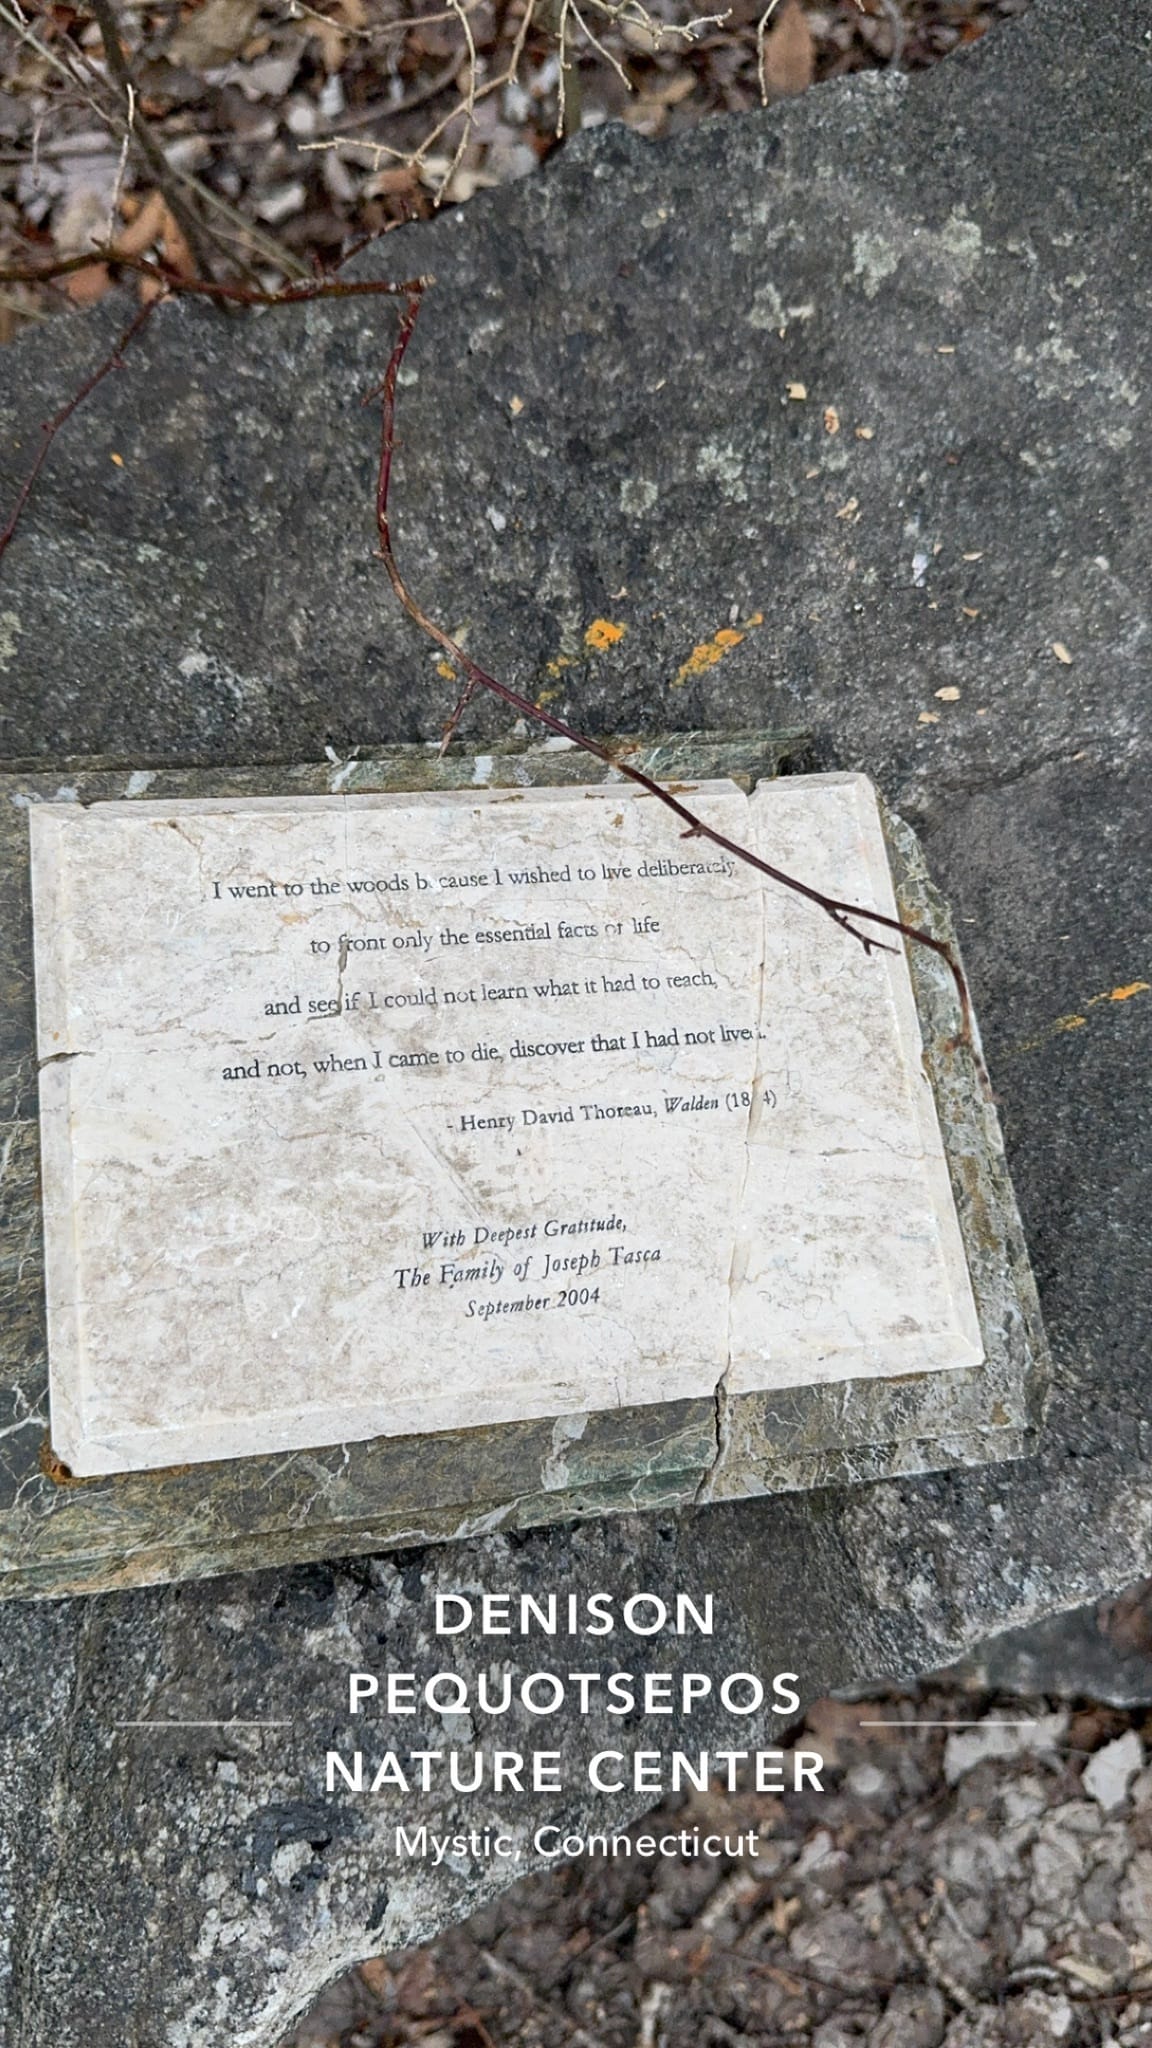 I went to the woods because I wished to live deliberately
to front only the essential facts of life
and see if I could not learn what it had to reach,
and not, when I came to die, discover that I had not lived.
- Henry David Thoreau, Walden (1854)
With Deepest Gratitude,
The Family of Joseph Tasca
September 2004
DENISON
PEQUOTSEPOS
NATURE CENTER
Mystic, Connecticut